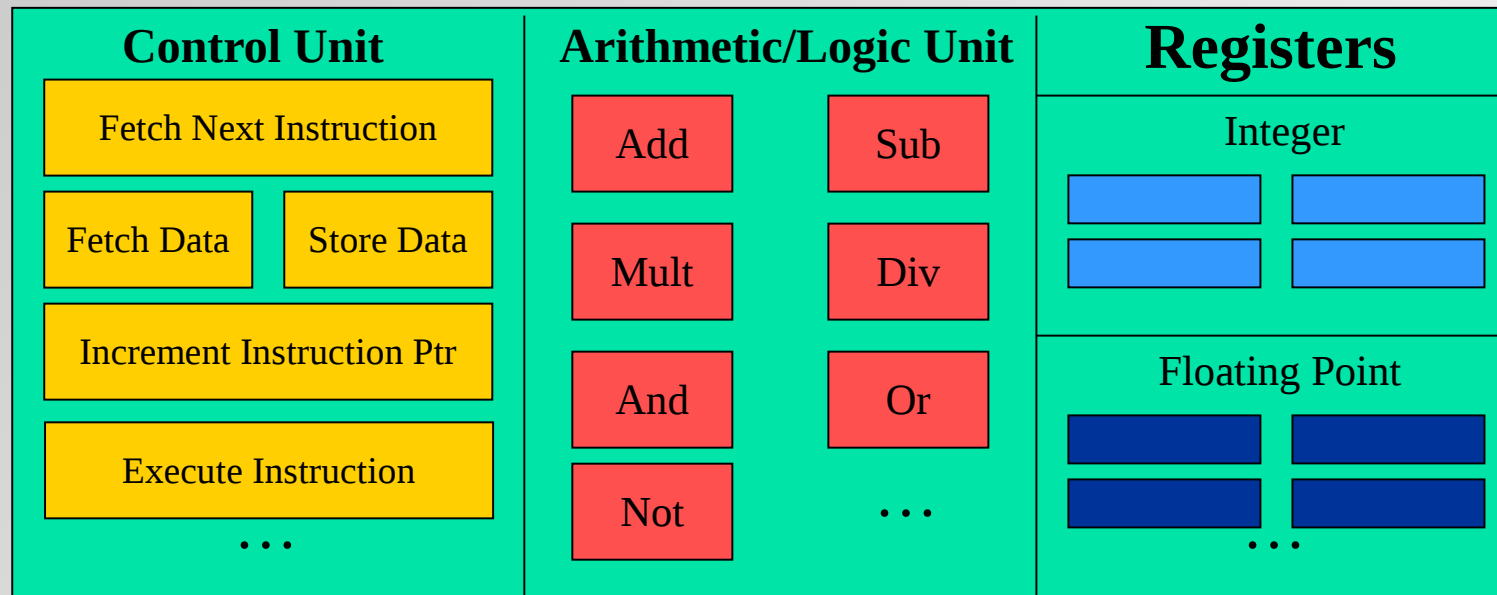 Control Unit
Fetch Next Instruction
Fetch Data
Store Data
Increment Instruction Ptr
Execute Instruction
...
Arithmetic/Logic Unit
Add
Sub
Mult
Div
And
Or
Not
...
Registers
Integer
Floating Point
...